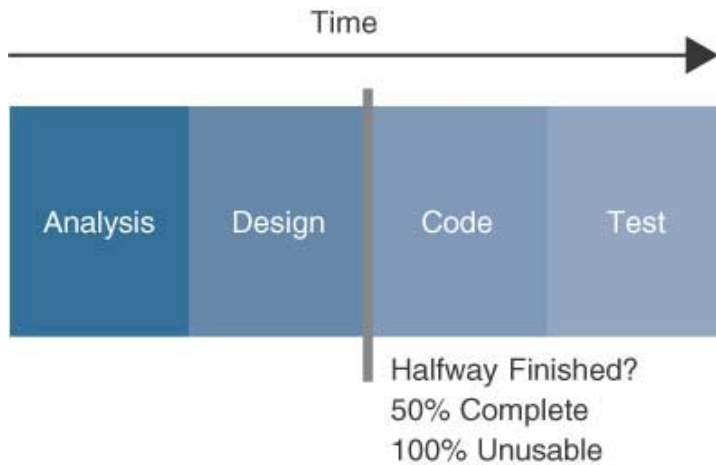 Time
Analysis
Design
Code
Test
Halfway Finished?
50% Complete
100% Unusable